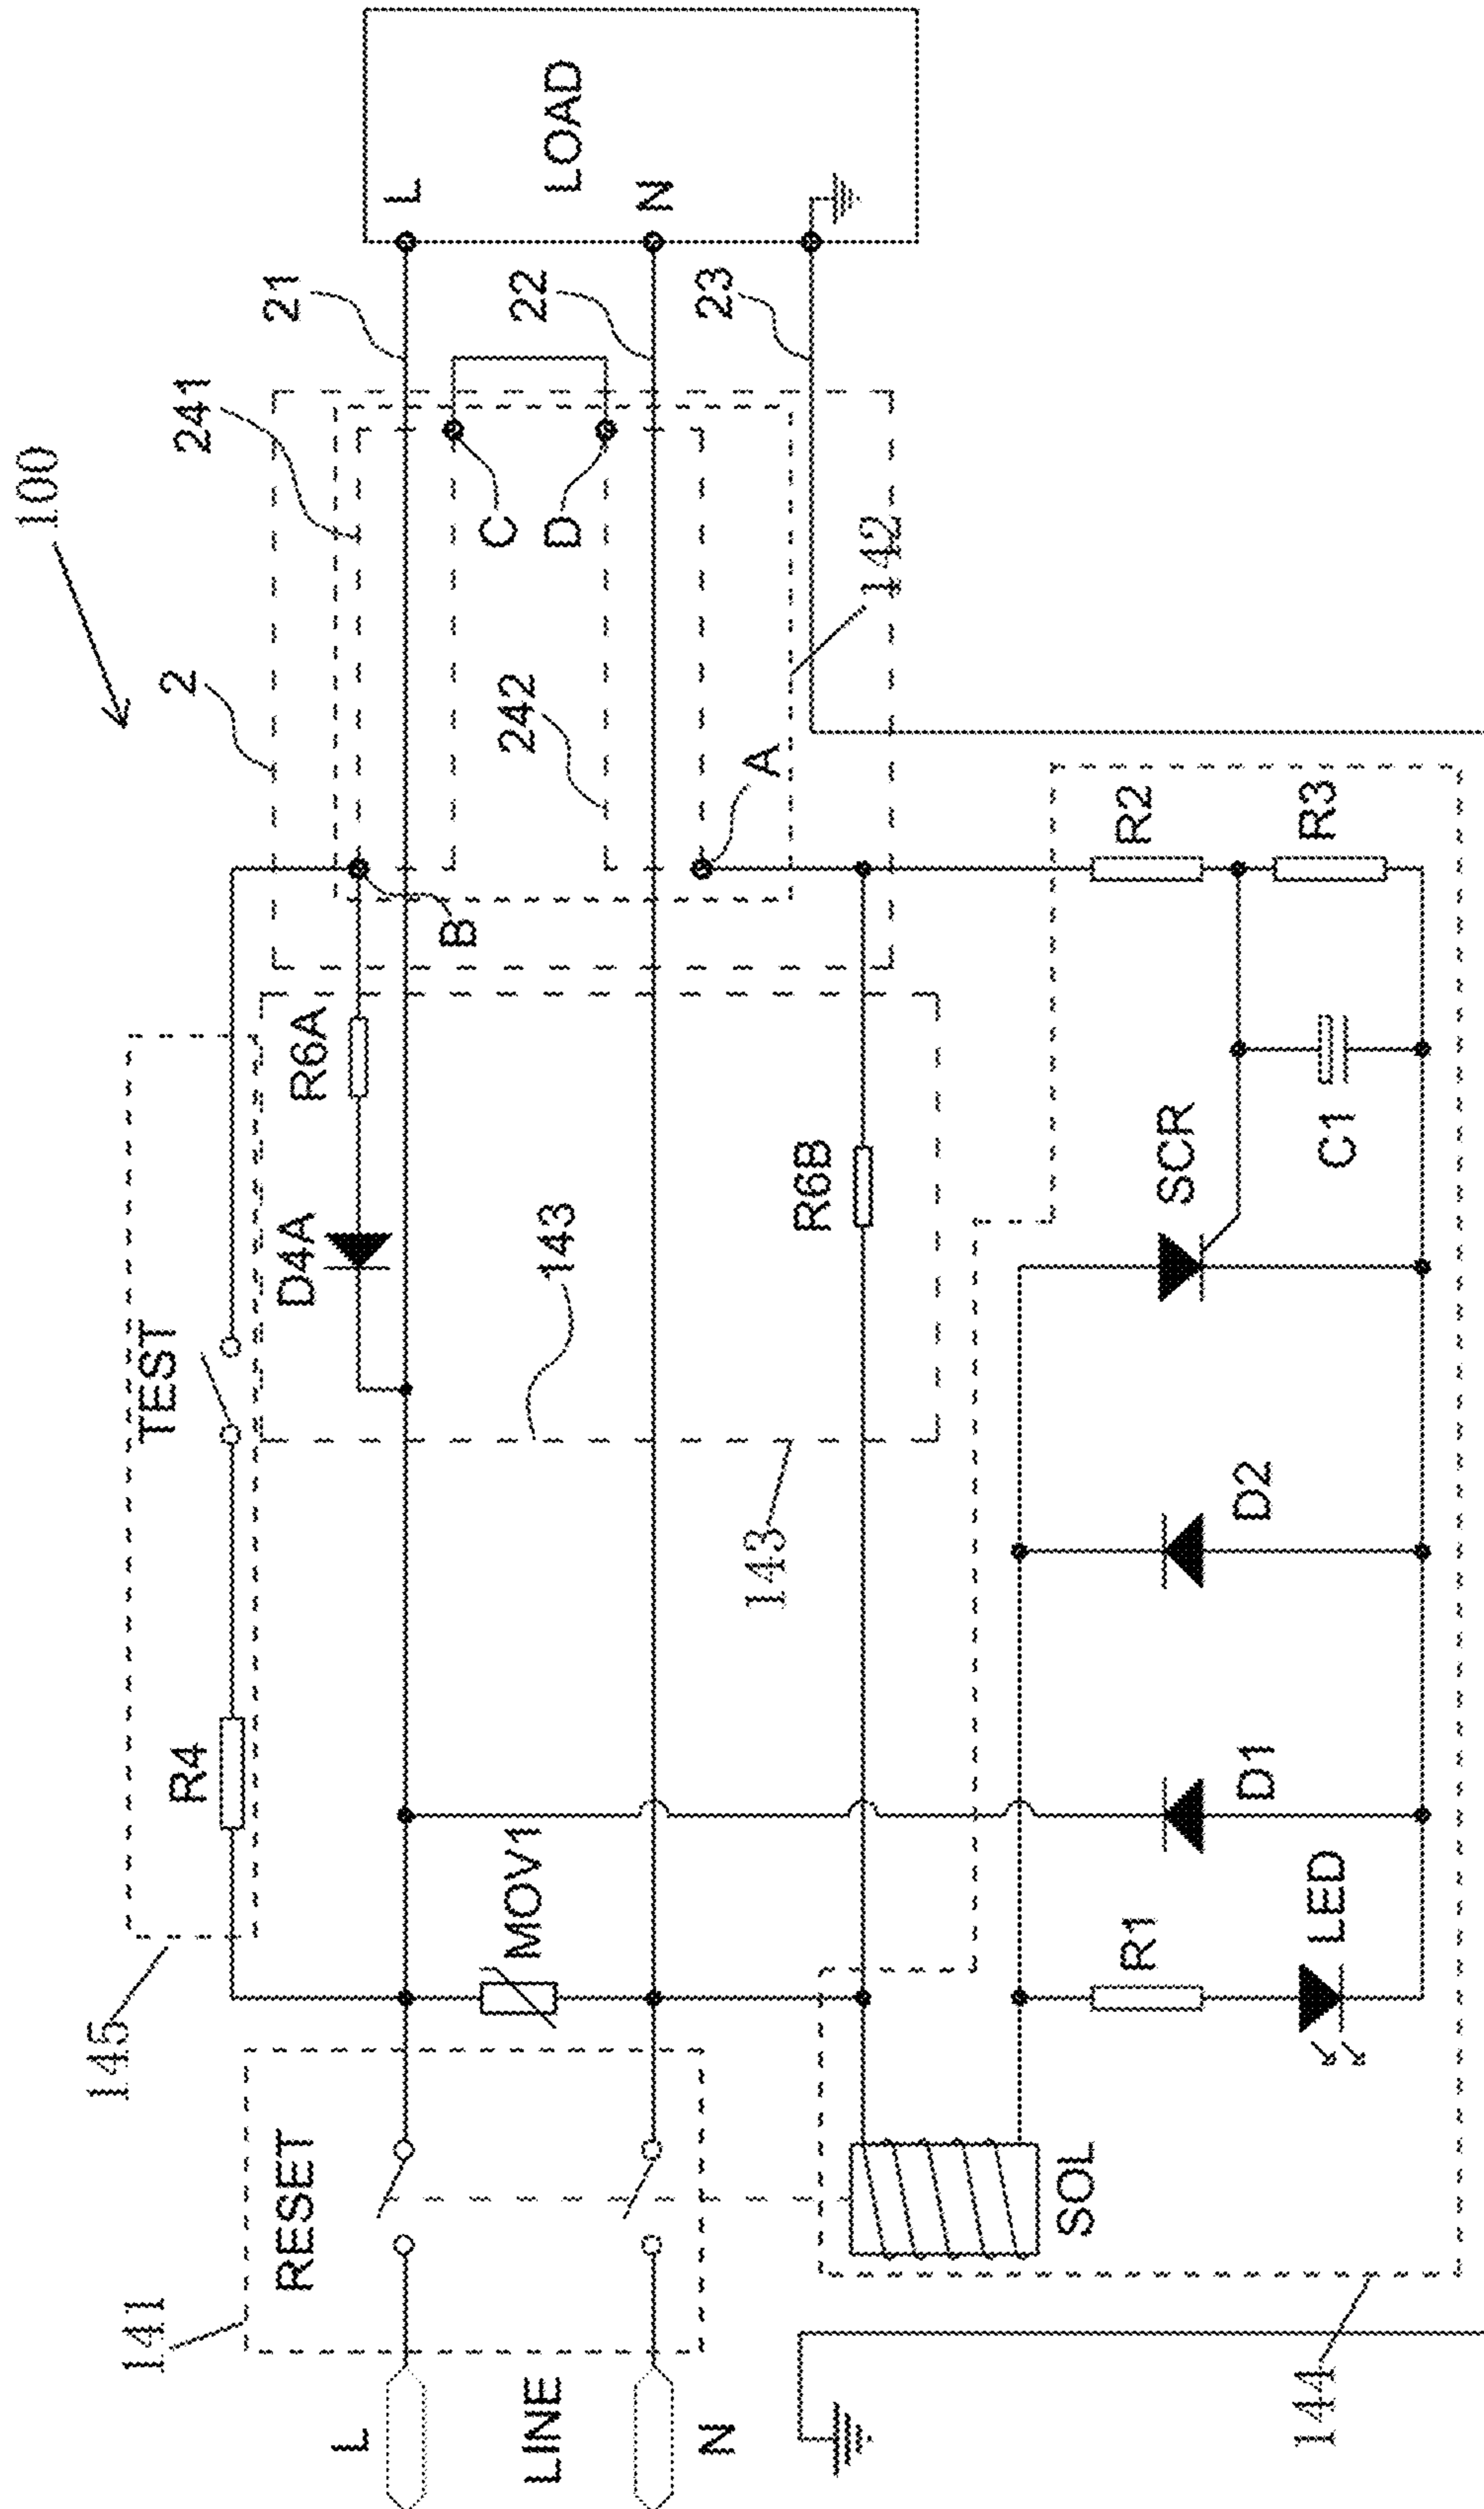 100
2
241
21
LOAD
L
N
22
23
C
D
242
A
142
B
R2
R3
TEST
R6A
D4A
143
R6B
SCR
C1
143
D2
145
R4
MOV1
D1
R1
LED
141
RESET
SOL
L
LINE
N
144